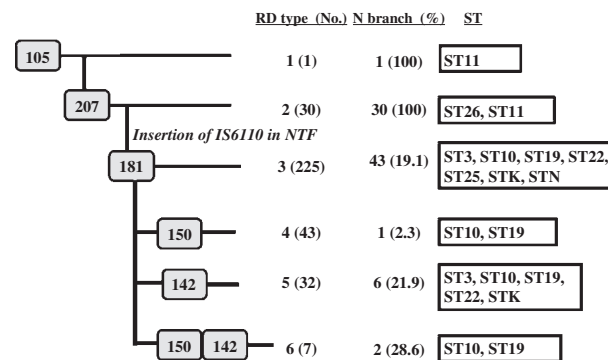 RD type (No.) N branch (%) ST
105 1 (1) 1 (100) ST11
207 2 (30) 30 (100) ST26, ST11
Insertion of IS6110 in NTF
181 3 (225) 43 (19.1) ST3, ST10, ST19, ST22,
ST25, STK, STN
150 4 (43) 1 (2.3) ST10, ST19
142 5 (32) 6 (21.9) ST3, ST10, ST19,
ST22, STK
150 142 6 (7) 2 (28.6) ST10, ST19